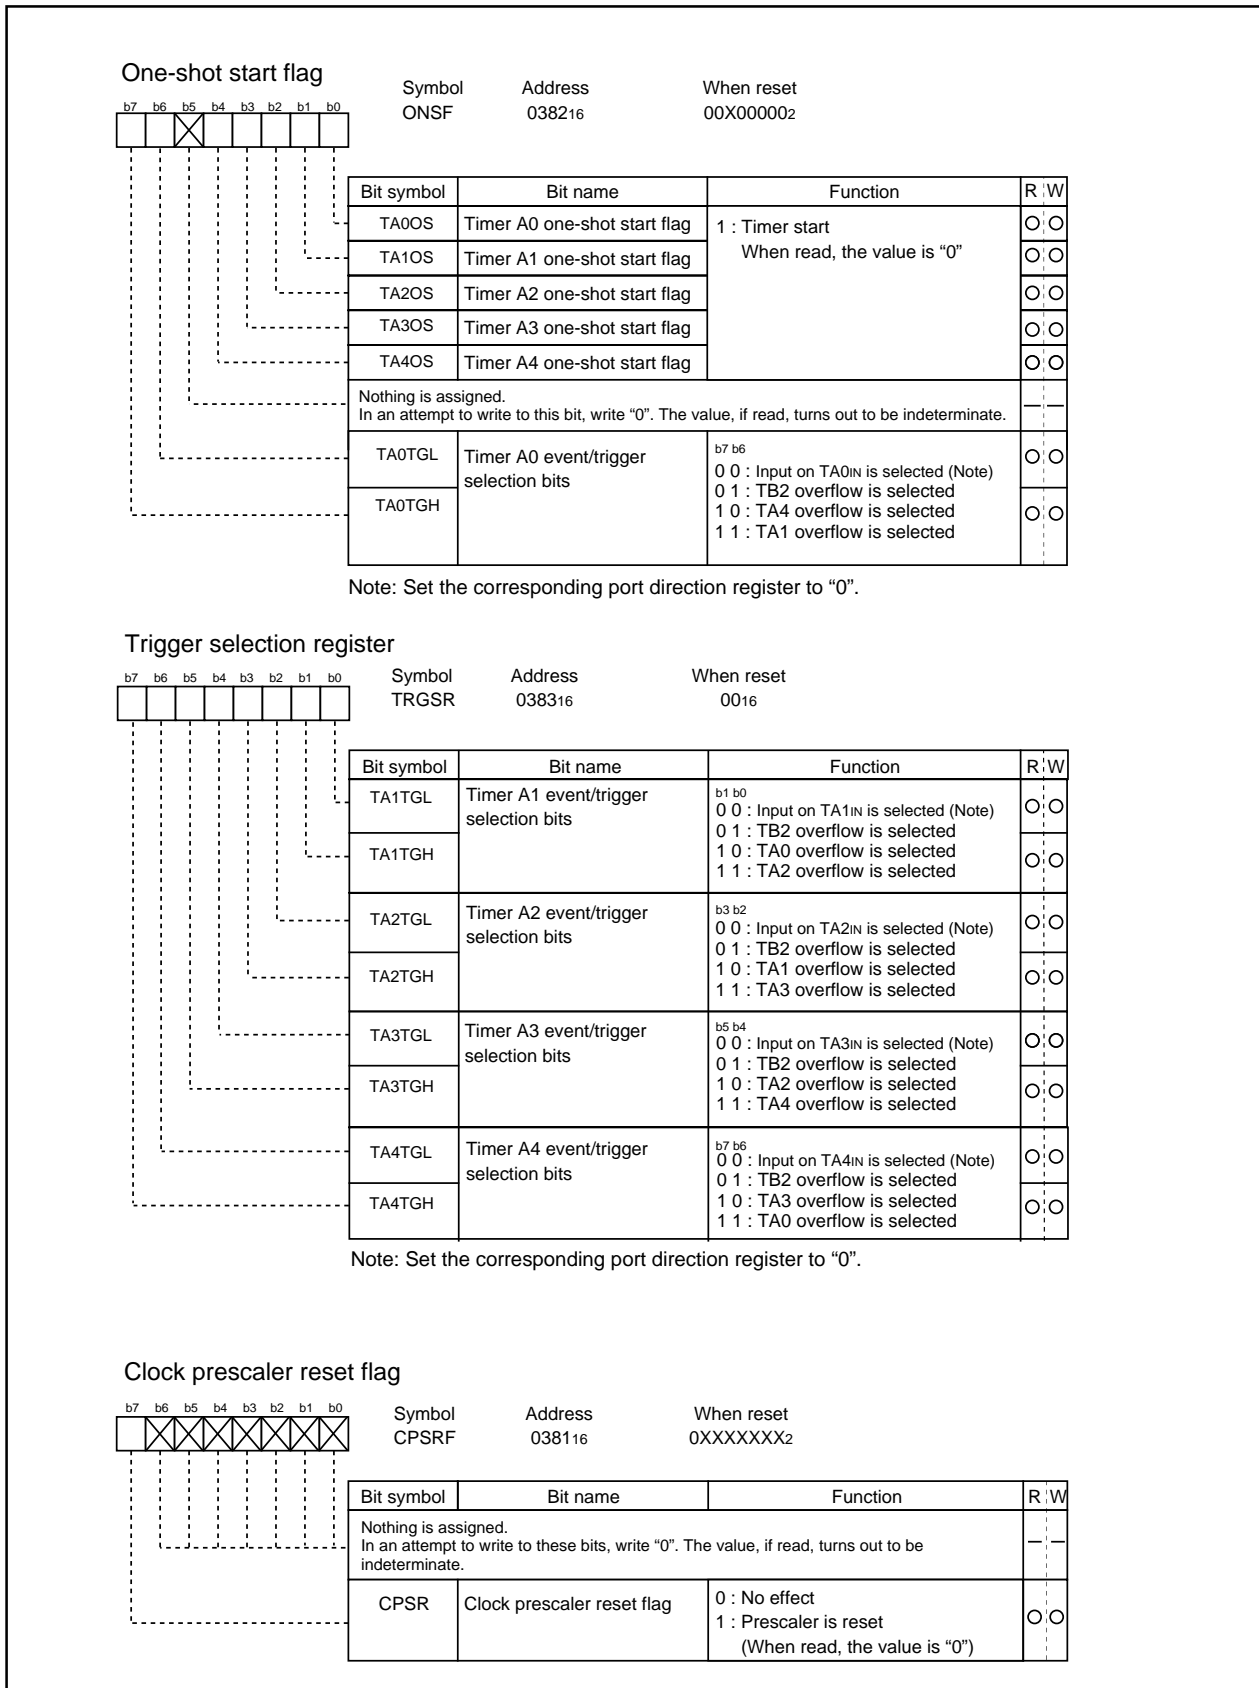 One-shot start flag
Symbol Address When reset
ONSF 038216 00X000002
b7 b6 b5 b4 b3 b2 b1 b0
Bit symbol Bit name Function R W
TA0OS Timer A0 one-shot start flag 1 : Timer start
When read, the value is “0”
TA1OS Timer A1 one-shot start flag
TA2OS Timer A2 one-shot start flag
TA3OS Timer A3 one-shot start flag
TA4OS Timer A4 one-shot start flag
Nothing is assigned.
In an attempt to write to this bit, write “0”. The value, if read, turns out to be indeterminate.
TA0TGL Timer A0 event/trigger
selection bits
TA0TGH
b7 b6
0 0 : Input on TA0IN is selected (Note)
0 1 : TB2 overflow is selected
1 0 : TA4 overflow is selected
1 1 : TA1 overflow is selected
Note: Set the corresponding port direction register to “0”.
Trigger selection register
Symbol Address When reset
TRGSR 038316 0016
b7 b6 b5 b4 b3 b2 b1 b0
Bit symbol Bit name Function R W
TA1TGL Timer A1 event/trigger
selection bits
TA1TGH
b1 b0
0 0 : Input on TA1IN is selected (Note)
0 1 : TB2 overflow is selected
1 0 : TA0 overflow is selected
1 1 : TA2 overflow is selected
TA2TGL Timer A2 event/trigger
selection bits
TA2TGH
b3 b2
0 0 : Input on TA2IN is selected (Note)
0 1 : TB2 overflow is selected
1 0 : TA1 overflow is selected
1 1 : TA3 overflow is selected
TA3TGL Timer A3 event/trigger
selection bits
TA3TGH
b5 b4
0 0 : Input on TA3IN is selected (Note)
0 1 : TB2 overflow is selected
1 0 : TA2 overflow is selected
1 1 : TA4 overflow is selected
TA4TGL Timer A4 event/trigger
selection bits
TA4TGH
b7 b6
0 0 : Input on TA4IN is selected (Note)
0 1 : TB2 overflow is selected
1 0 : TA3 overflow is selected
1 1 : TA0 overflow is selected
Note: Set the corresponding port direction register to “0”.
Clock prescaler reset flag
Symbol Address When reset
CPSRF 038116 0XXXXXXX2
b7 b6 b5 b4 b3 b2 b1 b0
Bit symbol Bit name Function R W
Nothing is assigned.
In an attempt to write to these bits, write “0”. The value, if read, turns out to be
indeterminate.
CPSR Clock prescaler reset flag 0 : No effect
1 : Prescaler is reset
(When read, the value is “0”)